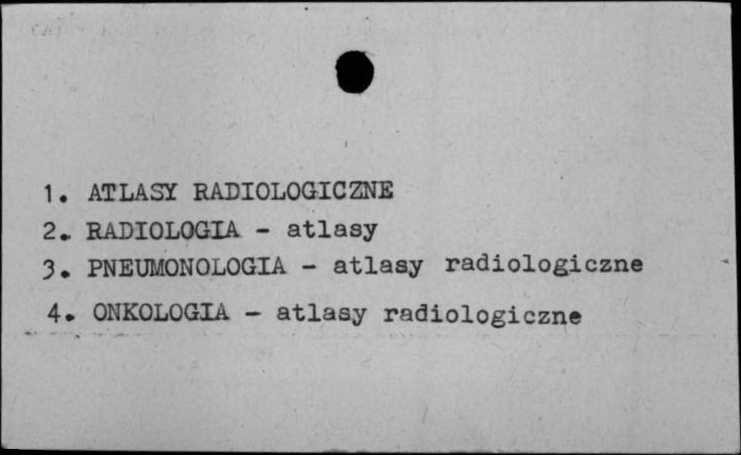 1. ATLASY RADIOLOGICZNE
2. RADIOLOGIA - atlasy
3. PNEUMONOLOGIA - atlasy radiologiczne
4. ONKOLOGIA - atlasy radiologiczne